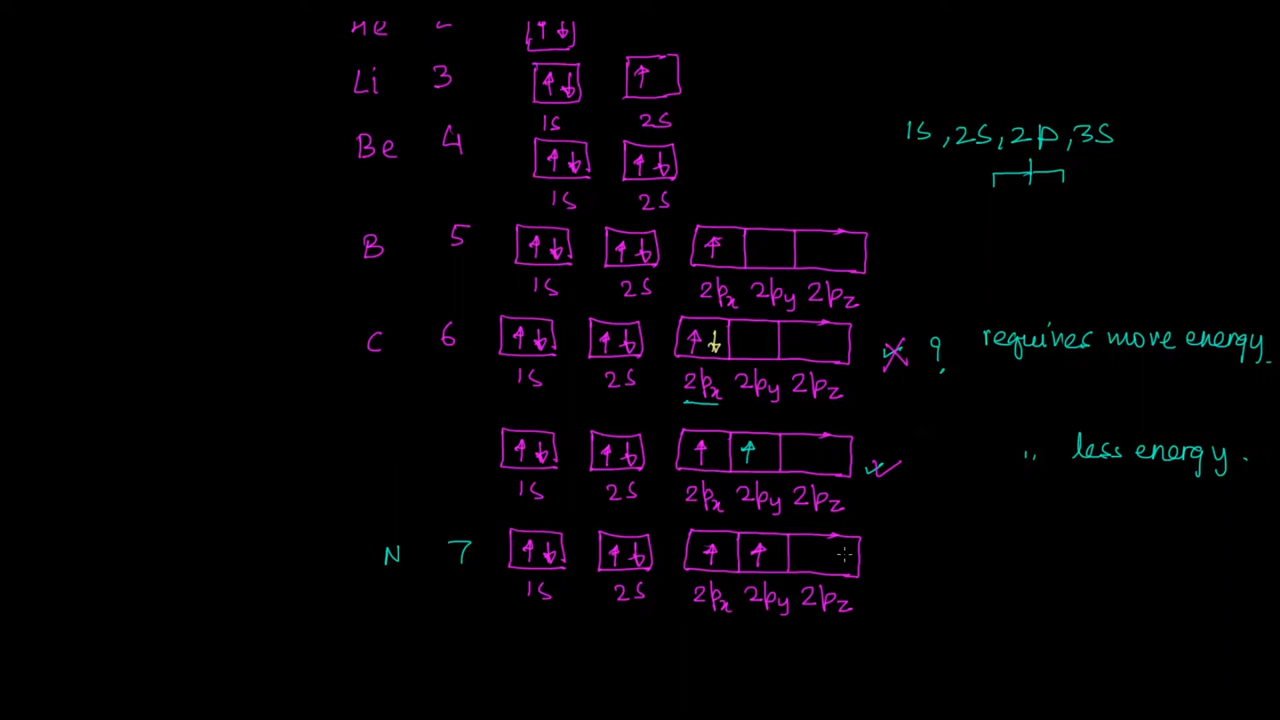 He 2 ↑↓
Li 3 ↑↓ ↑
1s 2s
1s, 2s, 2p, 3s
Be 4 ↑↓ ↑↓
1s 2s
B 5 ↑↓ ↑↓ ↑
1s 2s 2px 2py 2pz
C 6 ↑↓ ↑↓ ↑↓ ✗ ? requires move energy.
1s 2s 2px 2py 2pz
↑↓ ↑↓ ↑ ↑ ✓ ,, less energy.
1s 2s 2px 2py 2pz
N 7 ↑↓ ↑↓ ↑ ↑
1s 2s 2px 2py 2pz